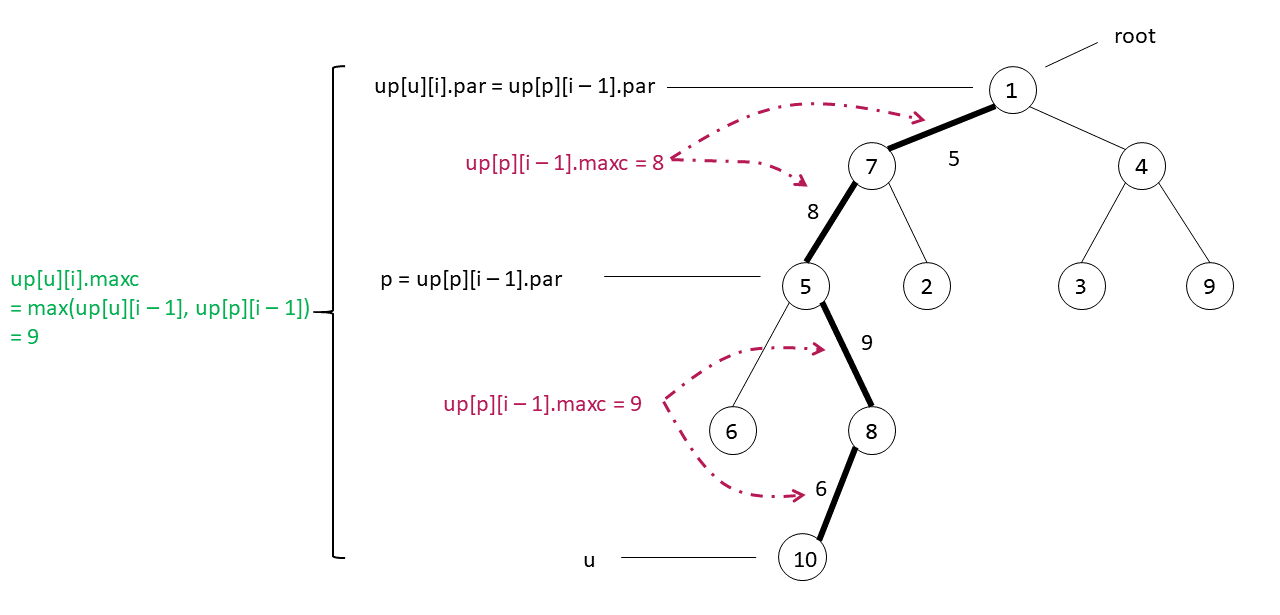 root
up[u][i].par = up[p][i – 1].par
1
up[p][i – 1].maxc = 8
5
7
4
8
up[u][i].maxc
= max(up[u][i – 1], up[p][i – 1])
= 9
p = up[p][i – 1].par
5
2
3
9
9
up[p][i – 1].maxc = 9
6
8
6
u
10